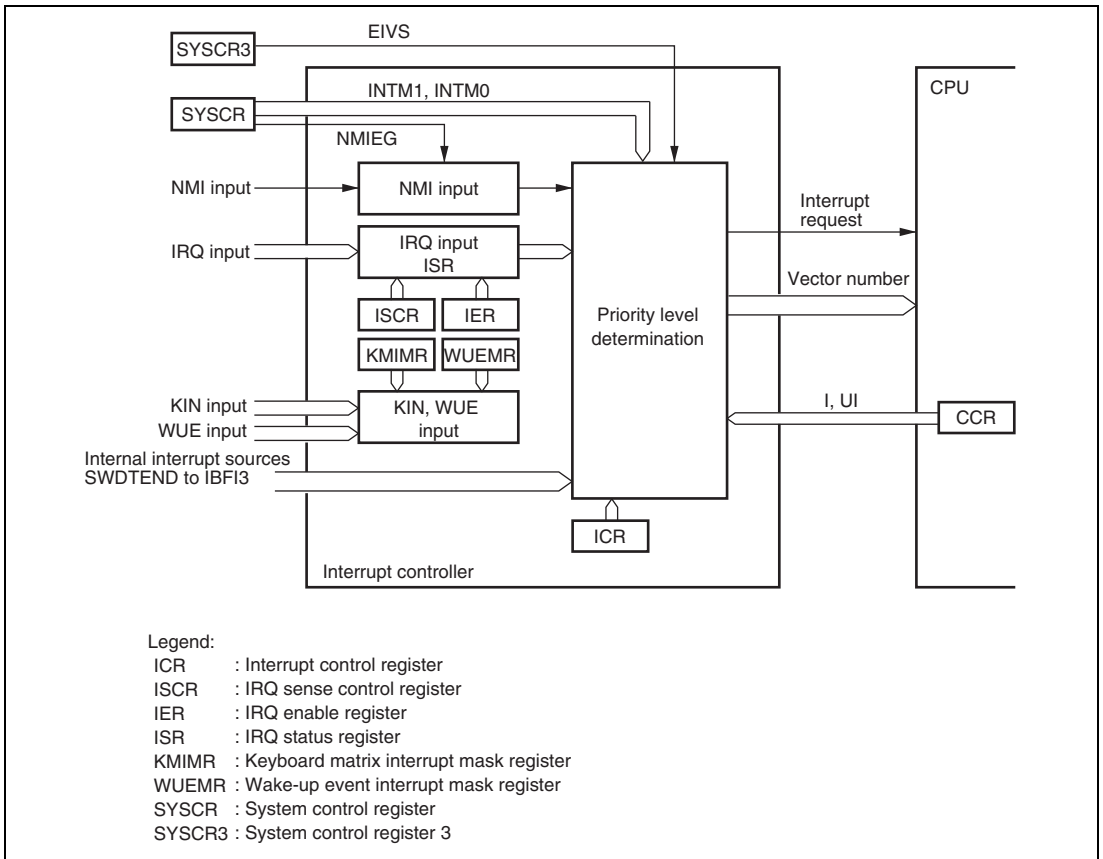 EIVS
SYSCR3
INTM1, INTM0
CPU
SYSCR
NMIEG
NMI input
NMI input
Interrupt
request
IRQ input
IRQ input
ISR
Vector number
ISCR
IER
Priority level
determination
KMIMR
WUEMR
I, UI
KIN input
KIN, WUE
input
CCR
WUE input
Internal interrupt sources
SWDTEND to IBFI3
ICR
Interrupt controller
Legend:
ICR : Interrupt control register
ISCR : IRQ sense control register
IER : IRQ enable register
ISR : IRQ status register
KMIMR : Keyboard matrix interrupt mask register
WUEMR : Wake-up event interrupt mask register
SYSCR : System control register
SYSCR3 : System control register 3